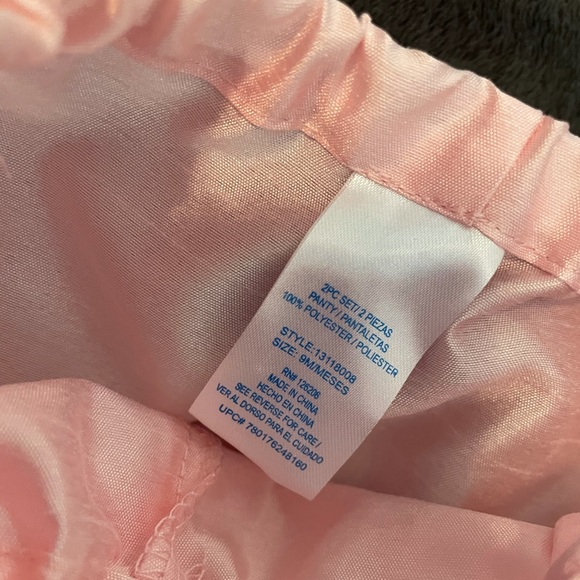 2PC SET/ 2 PIEZAS
PANTY / PANTALETAS
100% POLYESTER / POLIESTER
STYLE:13118008
SIZE: 9M/MESES
RN# 126206
MADE IN CHINA
HECHO EN CHINA
SEE REVERSE FOR CARE /
VER AL DORSO PARA EL CUIDADO
UPC# 780176248160